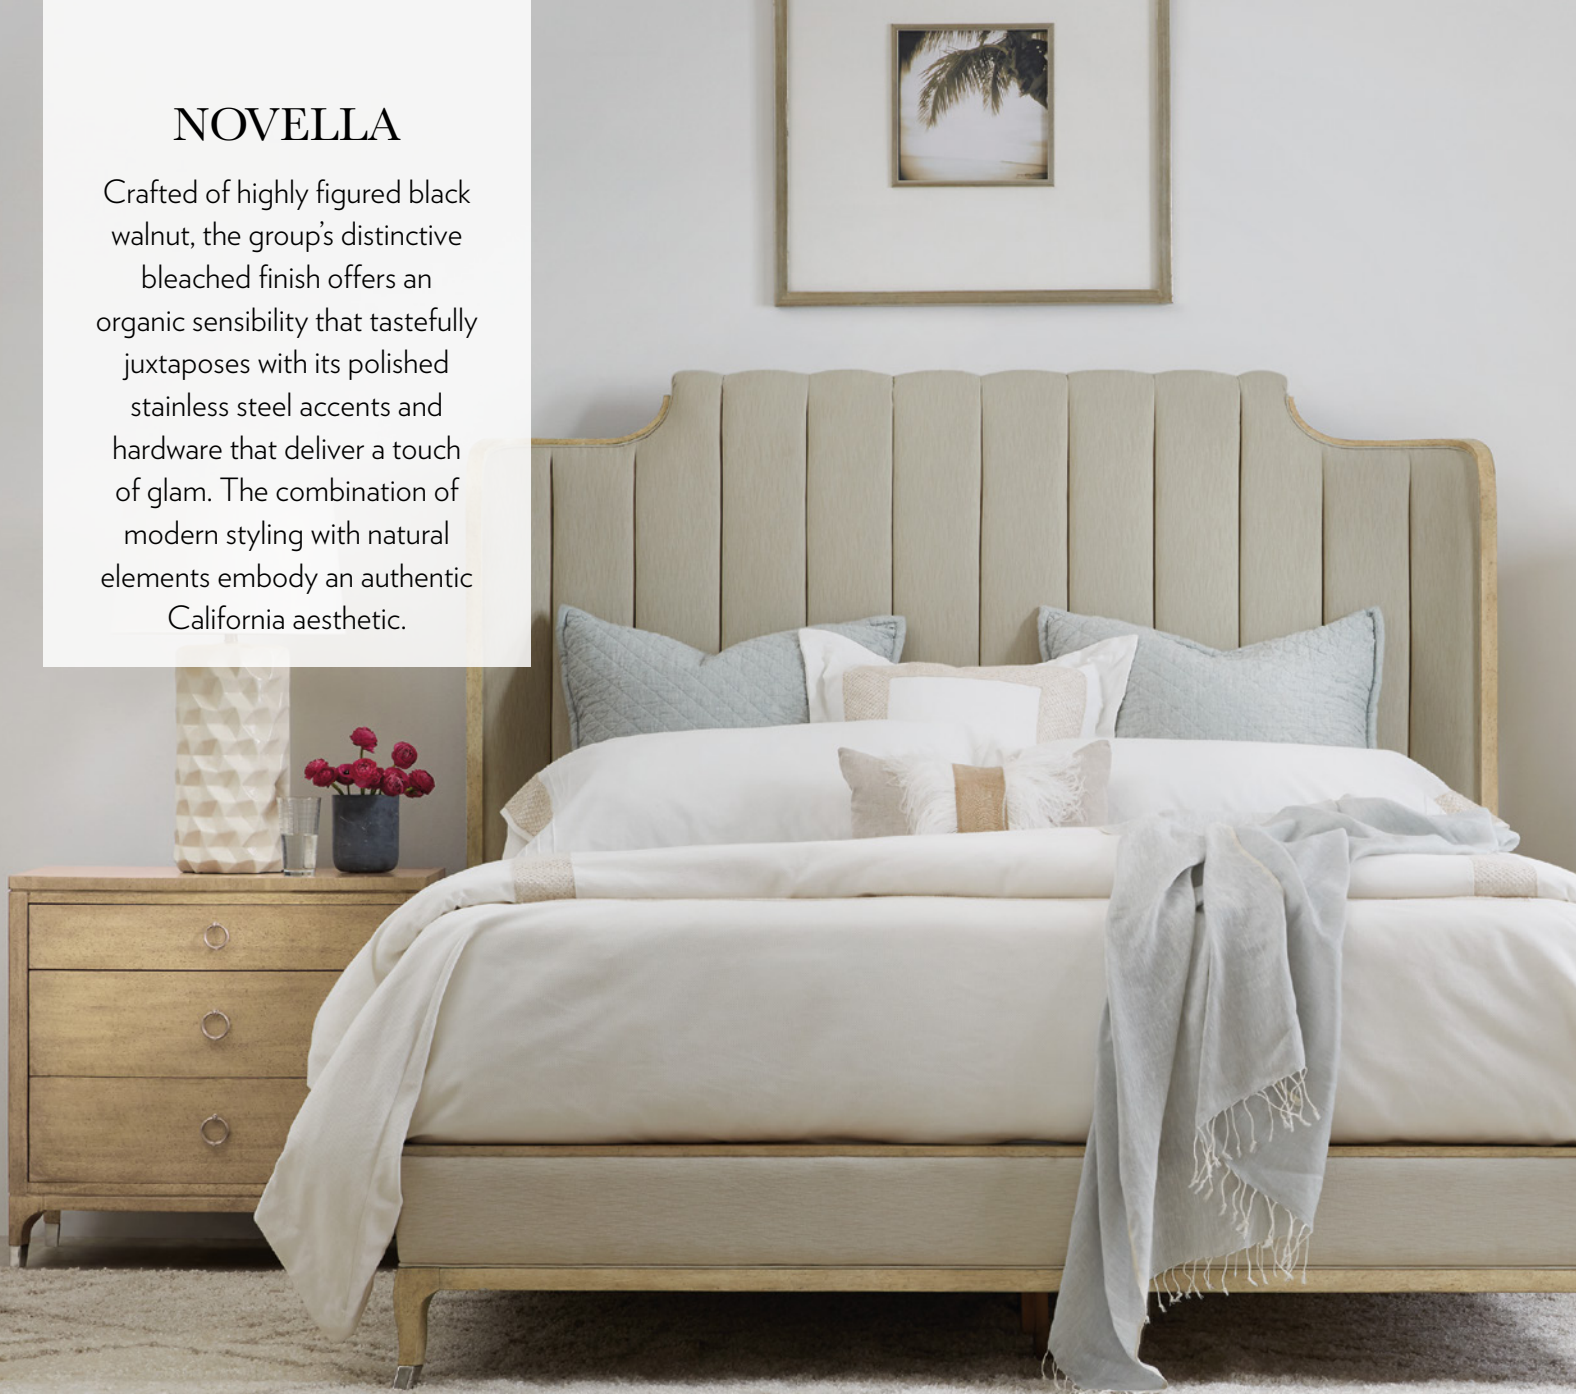 NOVELLA
Crafted of highly figured black
walnut, the group's distinctive
bleached finish offers an
organic sensibility that tastefully
juxtaposes with its polished
stainless steel accents and
hardware that deliver a touch
of glam. The combination of
modern styling with natural
elements embody an authentic
California aesthetic.